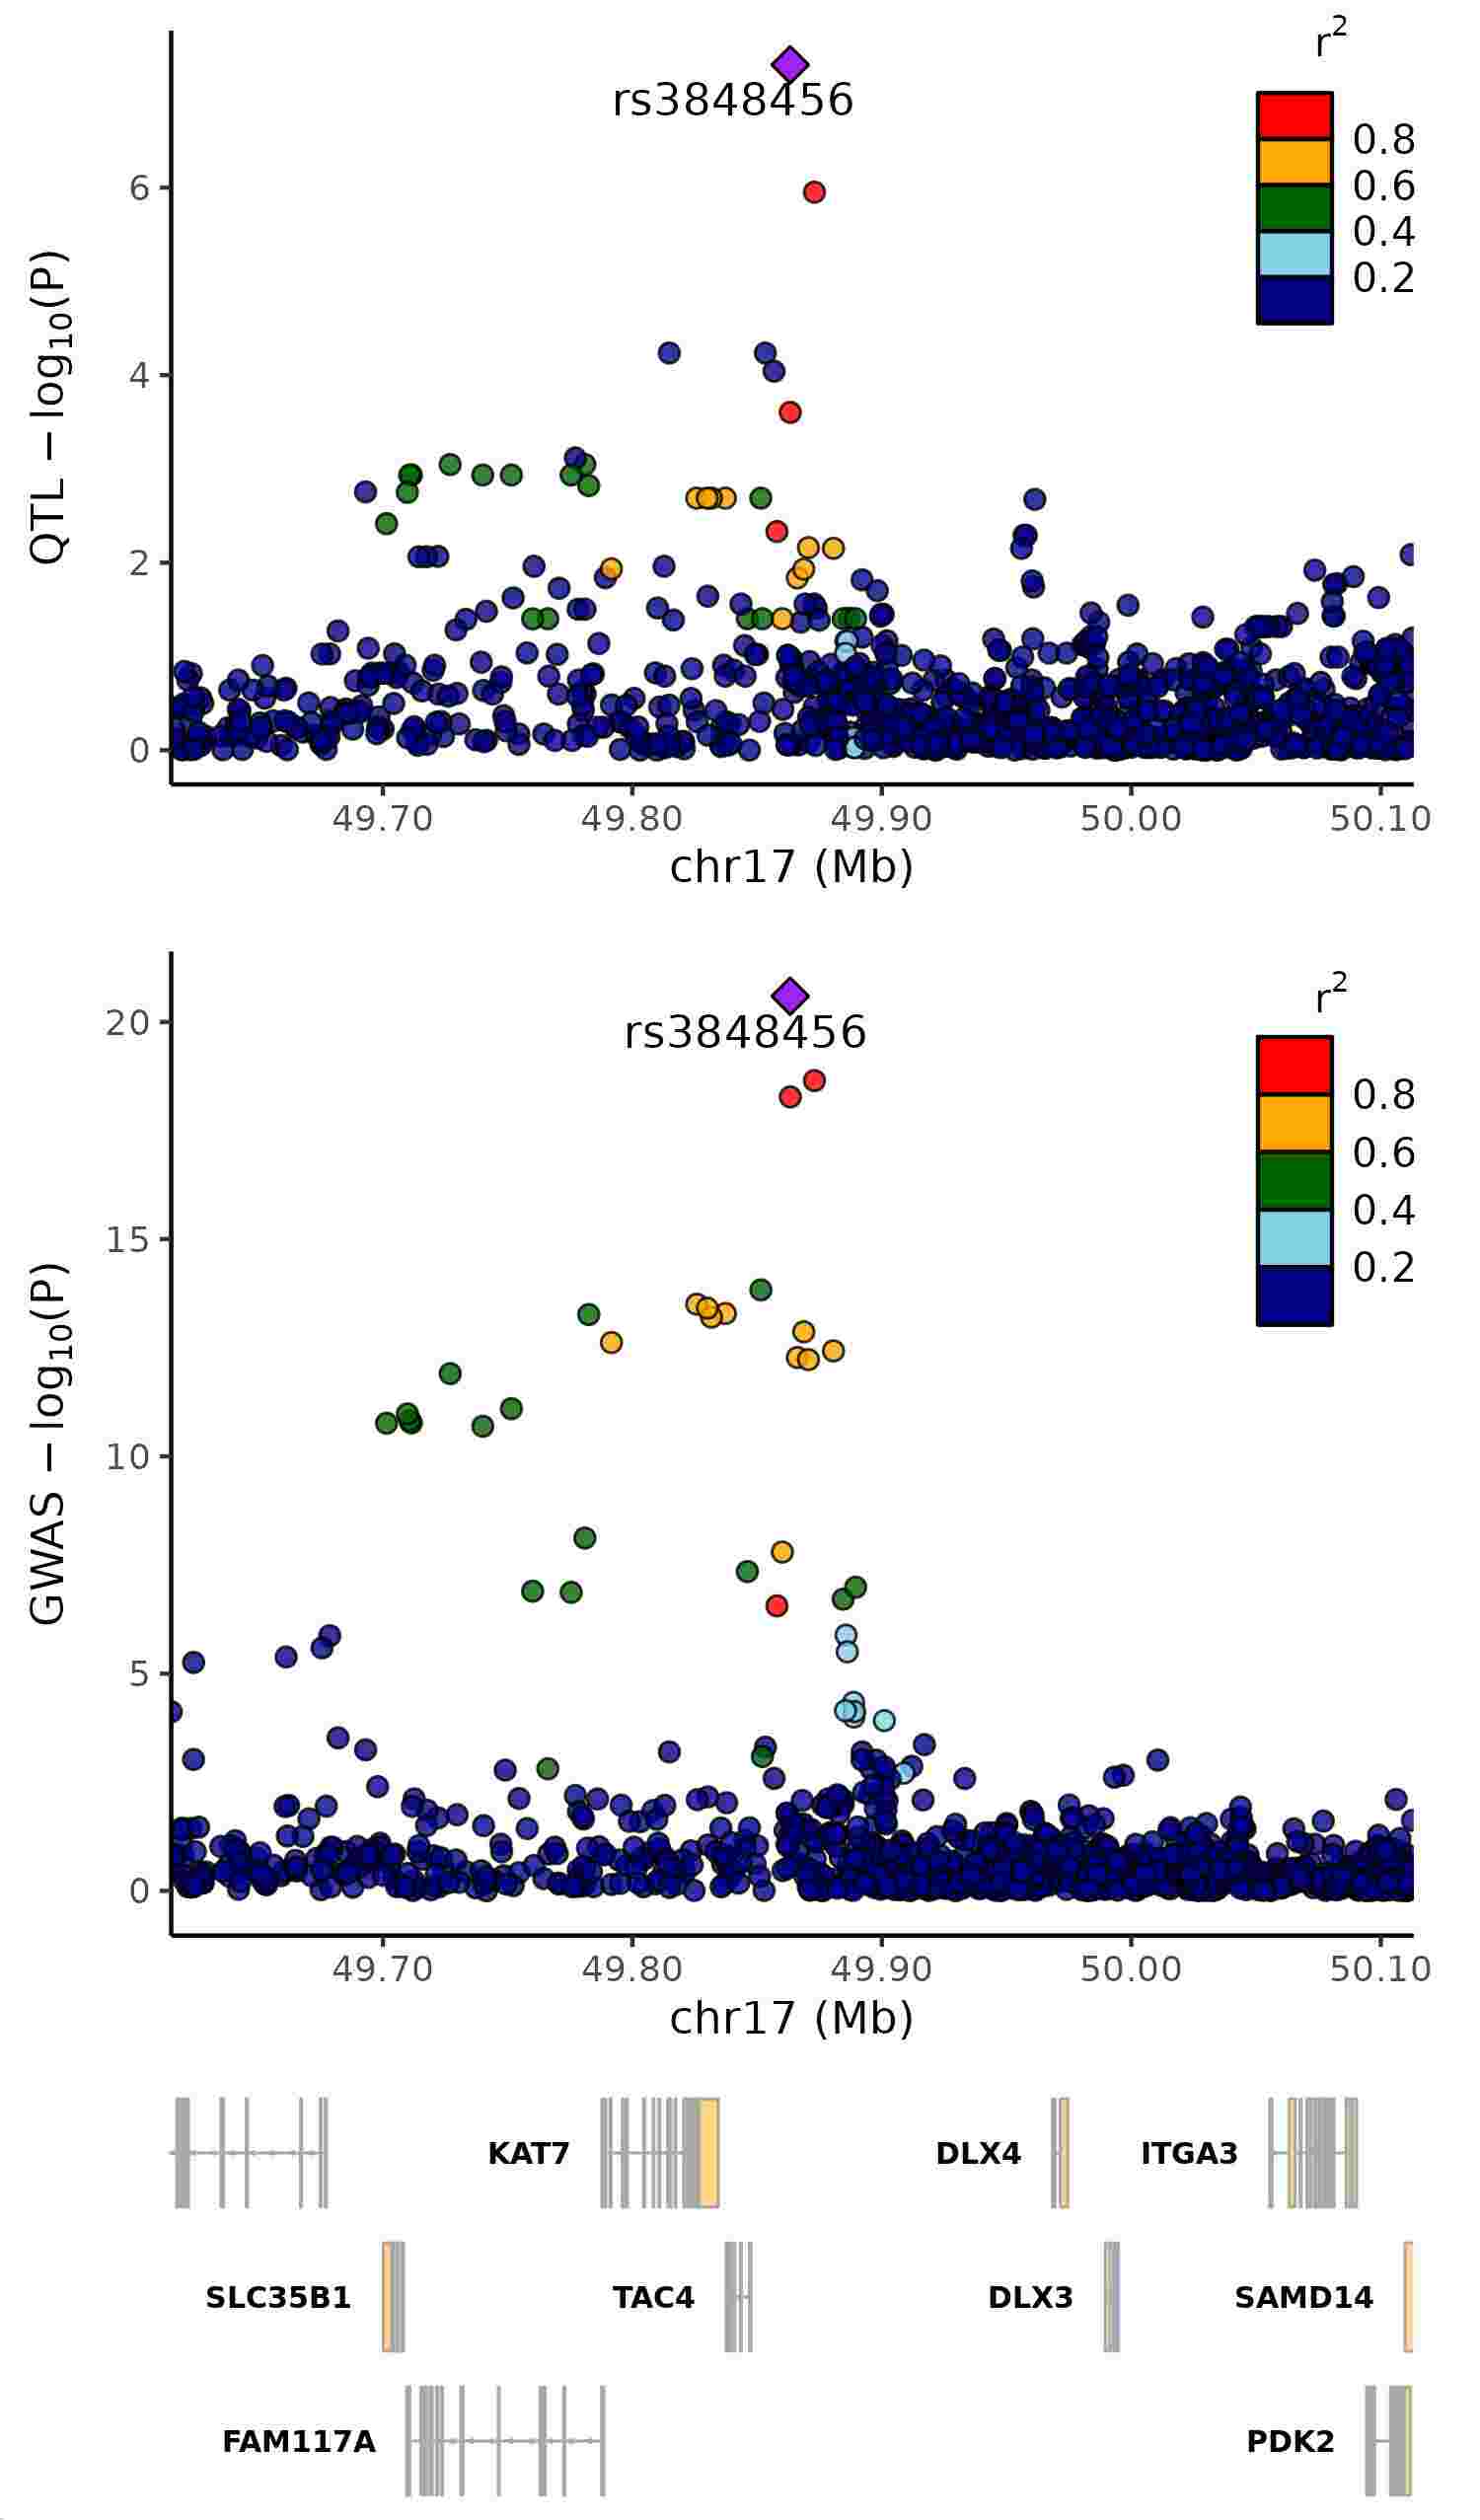 r2
rs3848456
0.8
0.6
0.4
0.2
QTL − log10(P)
6
4
2
0
49.70 49.80 49.90 50.00 50.10
chr17 (Mb)
r2
rs3848456
0.8
0.6
0.4
0.2
GWAS − log10(P)
20
15
10
5
0
49.70 49.80 49.90 50.00 50.10
chr17 (Mb)
KAT7 DLX4 ITGA3
SLC35B1 TAC4 DLX3 SAMD14
FAM117A PDK2